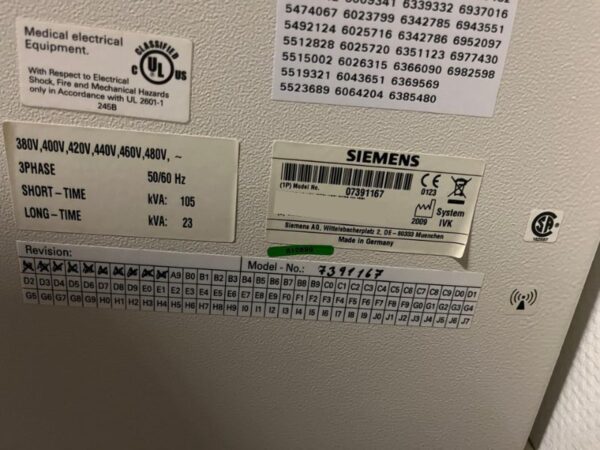 6339332 6937016
5474067 6023799 6342785 6943551
5492124 6025716 6342786 6952097
5512828 6025720 6351123 6977430
5515002 6026315 6366090 6982598
5519321 6043651 6369569
5523689 6064204 6385480
Medical electrical
Equipment.
CLASSIFIED
C UL US
With Respect to Electrical
Shock, Fire and Mechanical Hazards
only in Accordance with UL 2601-1
245B
380V,400V,420V,440V,460V,480V, ~
3PHASE 50/60 Hz
SHORT-TIME kVA: 105
LONG-TIME kVA: 23
SIEMENS
(1P) Model No. 07391167
CE
0123
2009
System
IVK
Siemens AG, Wittelsbacherplatz 2, DE-80333 Muenchen
Made in Germany
Revision: Model-No.: 7391167
A9 B0 B1 B2 B3 B4 B5 B6 B7 B8 B9 C0 C1 C2 C3 C4 C5 C6 C7 C8 C9 D0 D1
D2 D3 D4 D5 D6 D7 D8 D9 E0 E1 E2 E3 E4 E5 E6 E7 E8 E9 F0 F1 F2 F3 F4 F5 F6 F7 F8 F9 G0 G1 G2 G3 G4
G5 G6 G7 G8 G9 H0 H1 H2 H3 H4 H5 H6 H7 H8 H9 I0 I1 I2 I3 I4 I5 I6 I7 I8 I9 J0 J1 J2 J3 J4 J5 J6 J7